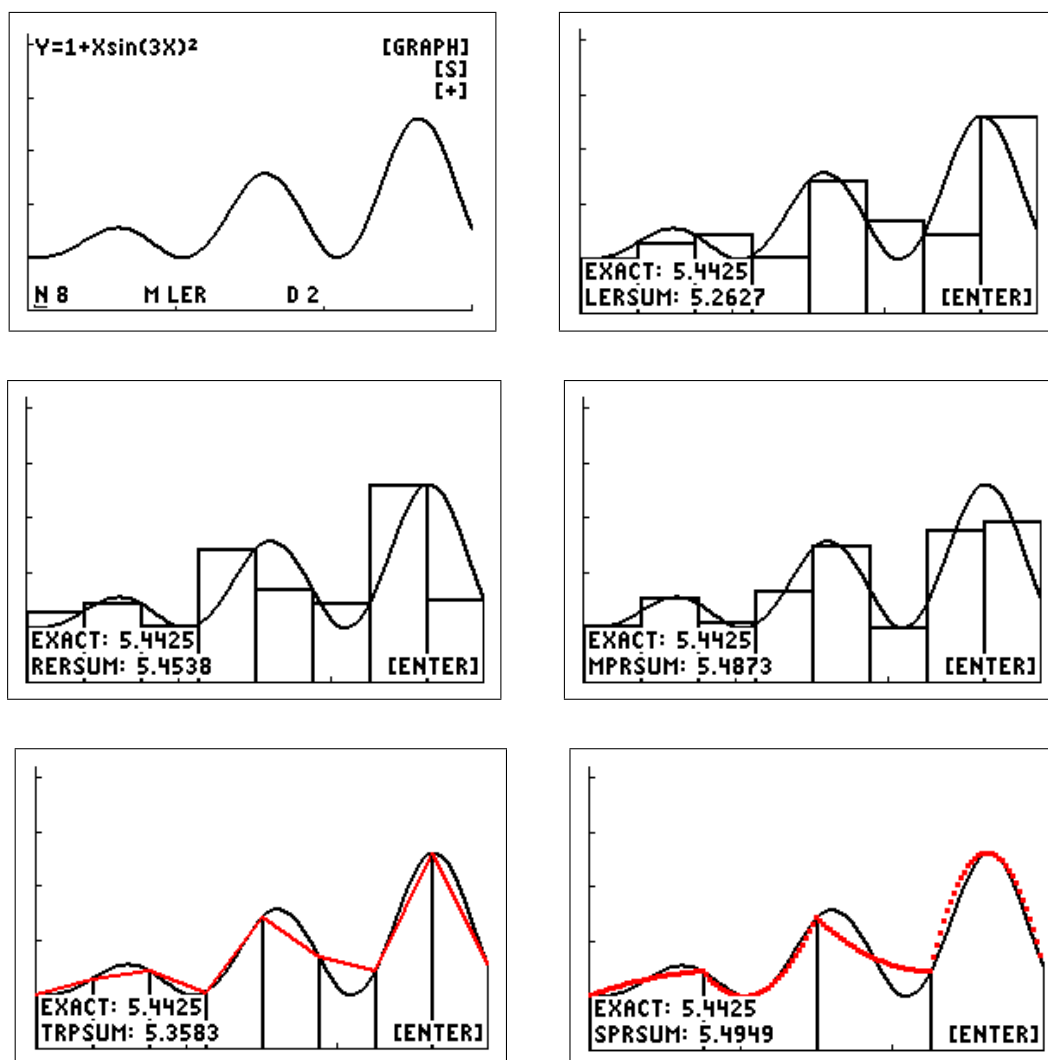 Y=1+Xsin(3X)² [GRAPH]
[S]
[+]
N 8 M LER D 2
EXACT: 5.4425
LERSUM: 5.2627 [ENTER]
EXACT: 5.4425
RERSUM: 5.4538 [ENTER]
EXACT: 5.4425
MPRSUM: 5.4873 [ENTER]
EXACT: 5.4425
TRPSUM: 5.3583 [ENTER]
EXACT: 5.4425
SPRSUM: 5.4949 [ENTER]